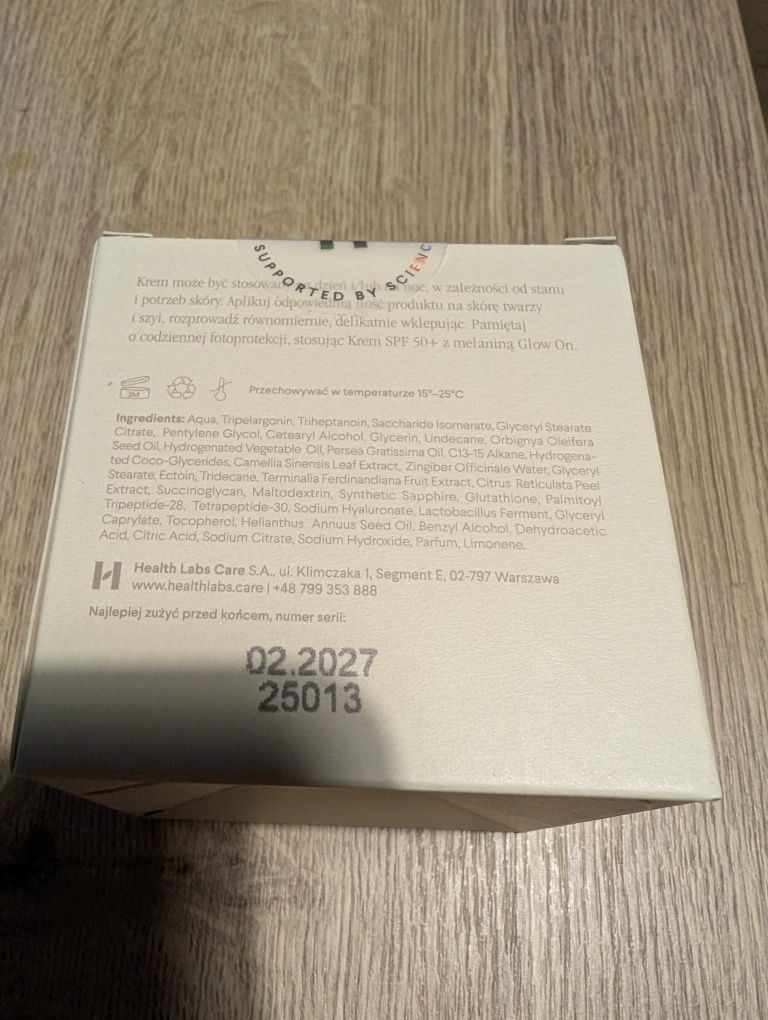 SUPPORTED BY SCIENC
Krem może być stosowany na dzień i/lub na noc, w zależności od stanu
i potrzeb skóry. Aplikuj odpowiednią ilość produktu na skórę twarzy
i szyi, rozprowadź równomiernie, delikatnie wklepując. Pamiętaj
o codziennej fotoprotekcji, stosując Krem SPF 50+ z melaniną Glow On.
3M
Przechowywać w temperaturze 15°-25°C
Ingredients: Aqua, Tripelargonin, Triheptanoin, Saccharide Isomerate, Glyceryl Stearate
Citrate, Pentylene Glycol, Cetearyl Alcohol, Glycerin, Undecane, Orbignya Oleifera
Seed Oil, Hydrogenated Vegetable Oil, Persea Gratissima Oil, C13-15 Alkane, Hydrogena-
ted Coco-Glycerides, Camellia Sinensis Leaf Extract, Zingiber Officinale Water, Glyceryl
Stearate, Ectoin, Tridecane, Terminalia Ferdinandiana Fruit Extract, Citrus Reticulata Peel
Extract, Succinoglycan, Maltodextrin, Synthetic Sapphire, Glutathione, Palmitoyl
Tripeptide-28, Tetrapeptide-30, Sodium Hyaluronate, Lactobacillus Ferment, Glyceryl
Caprylate, Tocopherol, Helianthus Annuus Seed Oil, Benzyl Alcohol, Dehydroacetic
Acid, Citric Acid, Sodium Citrate, Sodium Hydroxide, Parfum, Limonene.
Health Labs Care S.A., ul. Klimczaka 1, Segment E, 02-797 Warszawa
www.healthlabs.care | +48 799 353 888
Najlepiej zużyć przed końcem, numer serii:
02.2027
25013